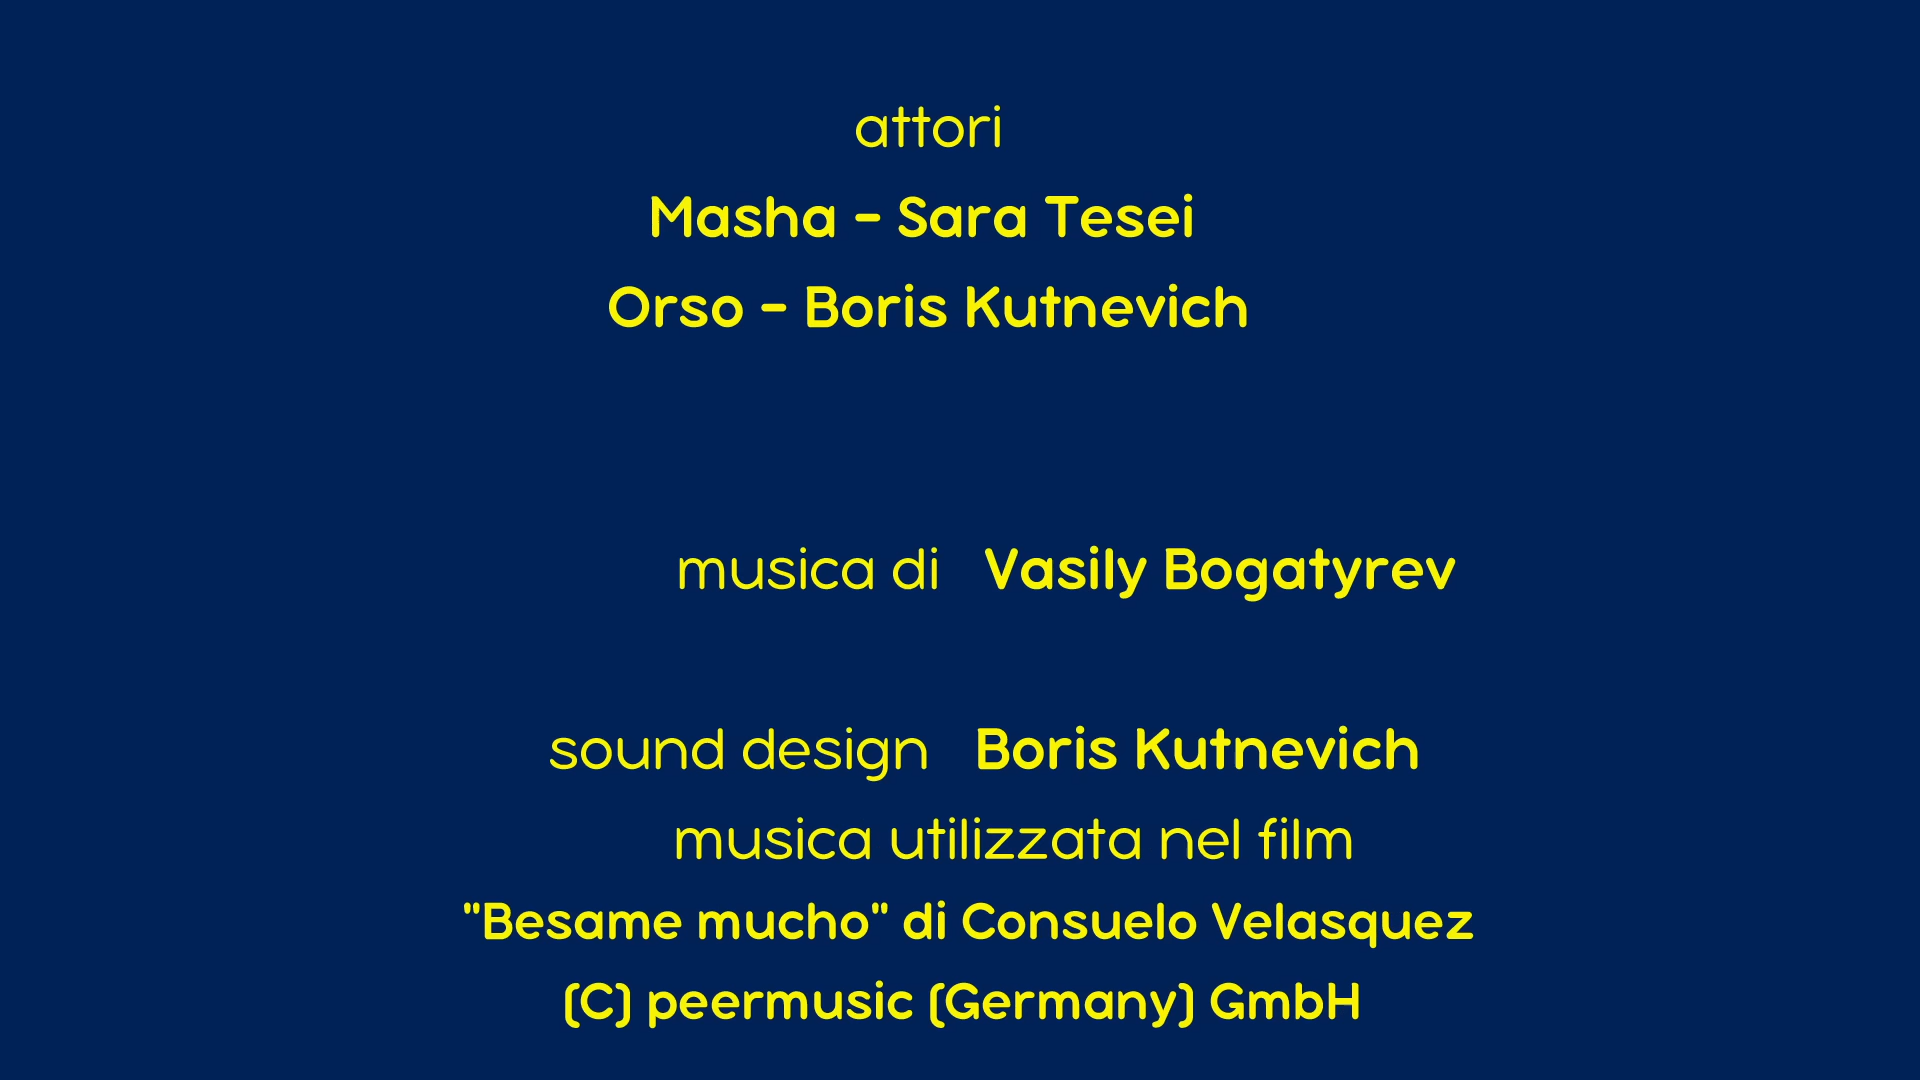 attori
Masha - Sara Tesei
Orso - Boris Kutnevich
musica di Vasily Bogatyrev
sound design Boris Kutnevich
musica utilizzata nel film
"Besame mucho" di Consuelo Velasquez
(C) peermusic (Germany) GmbH